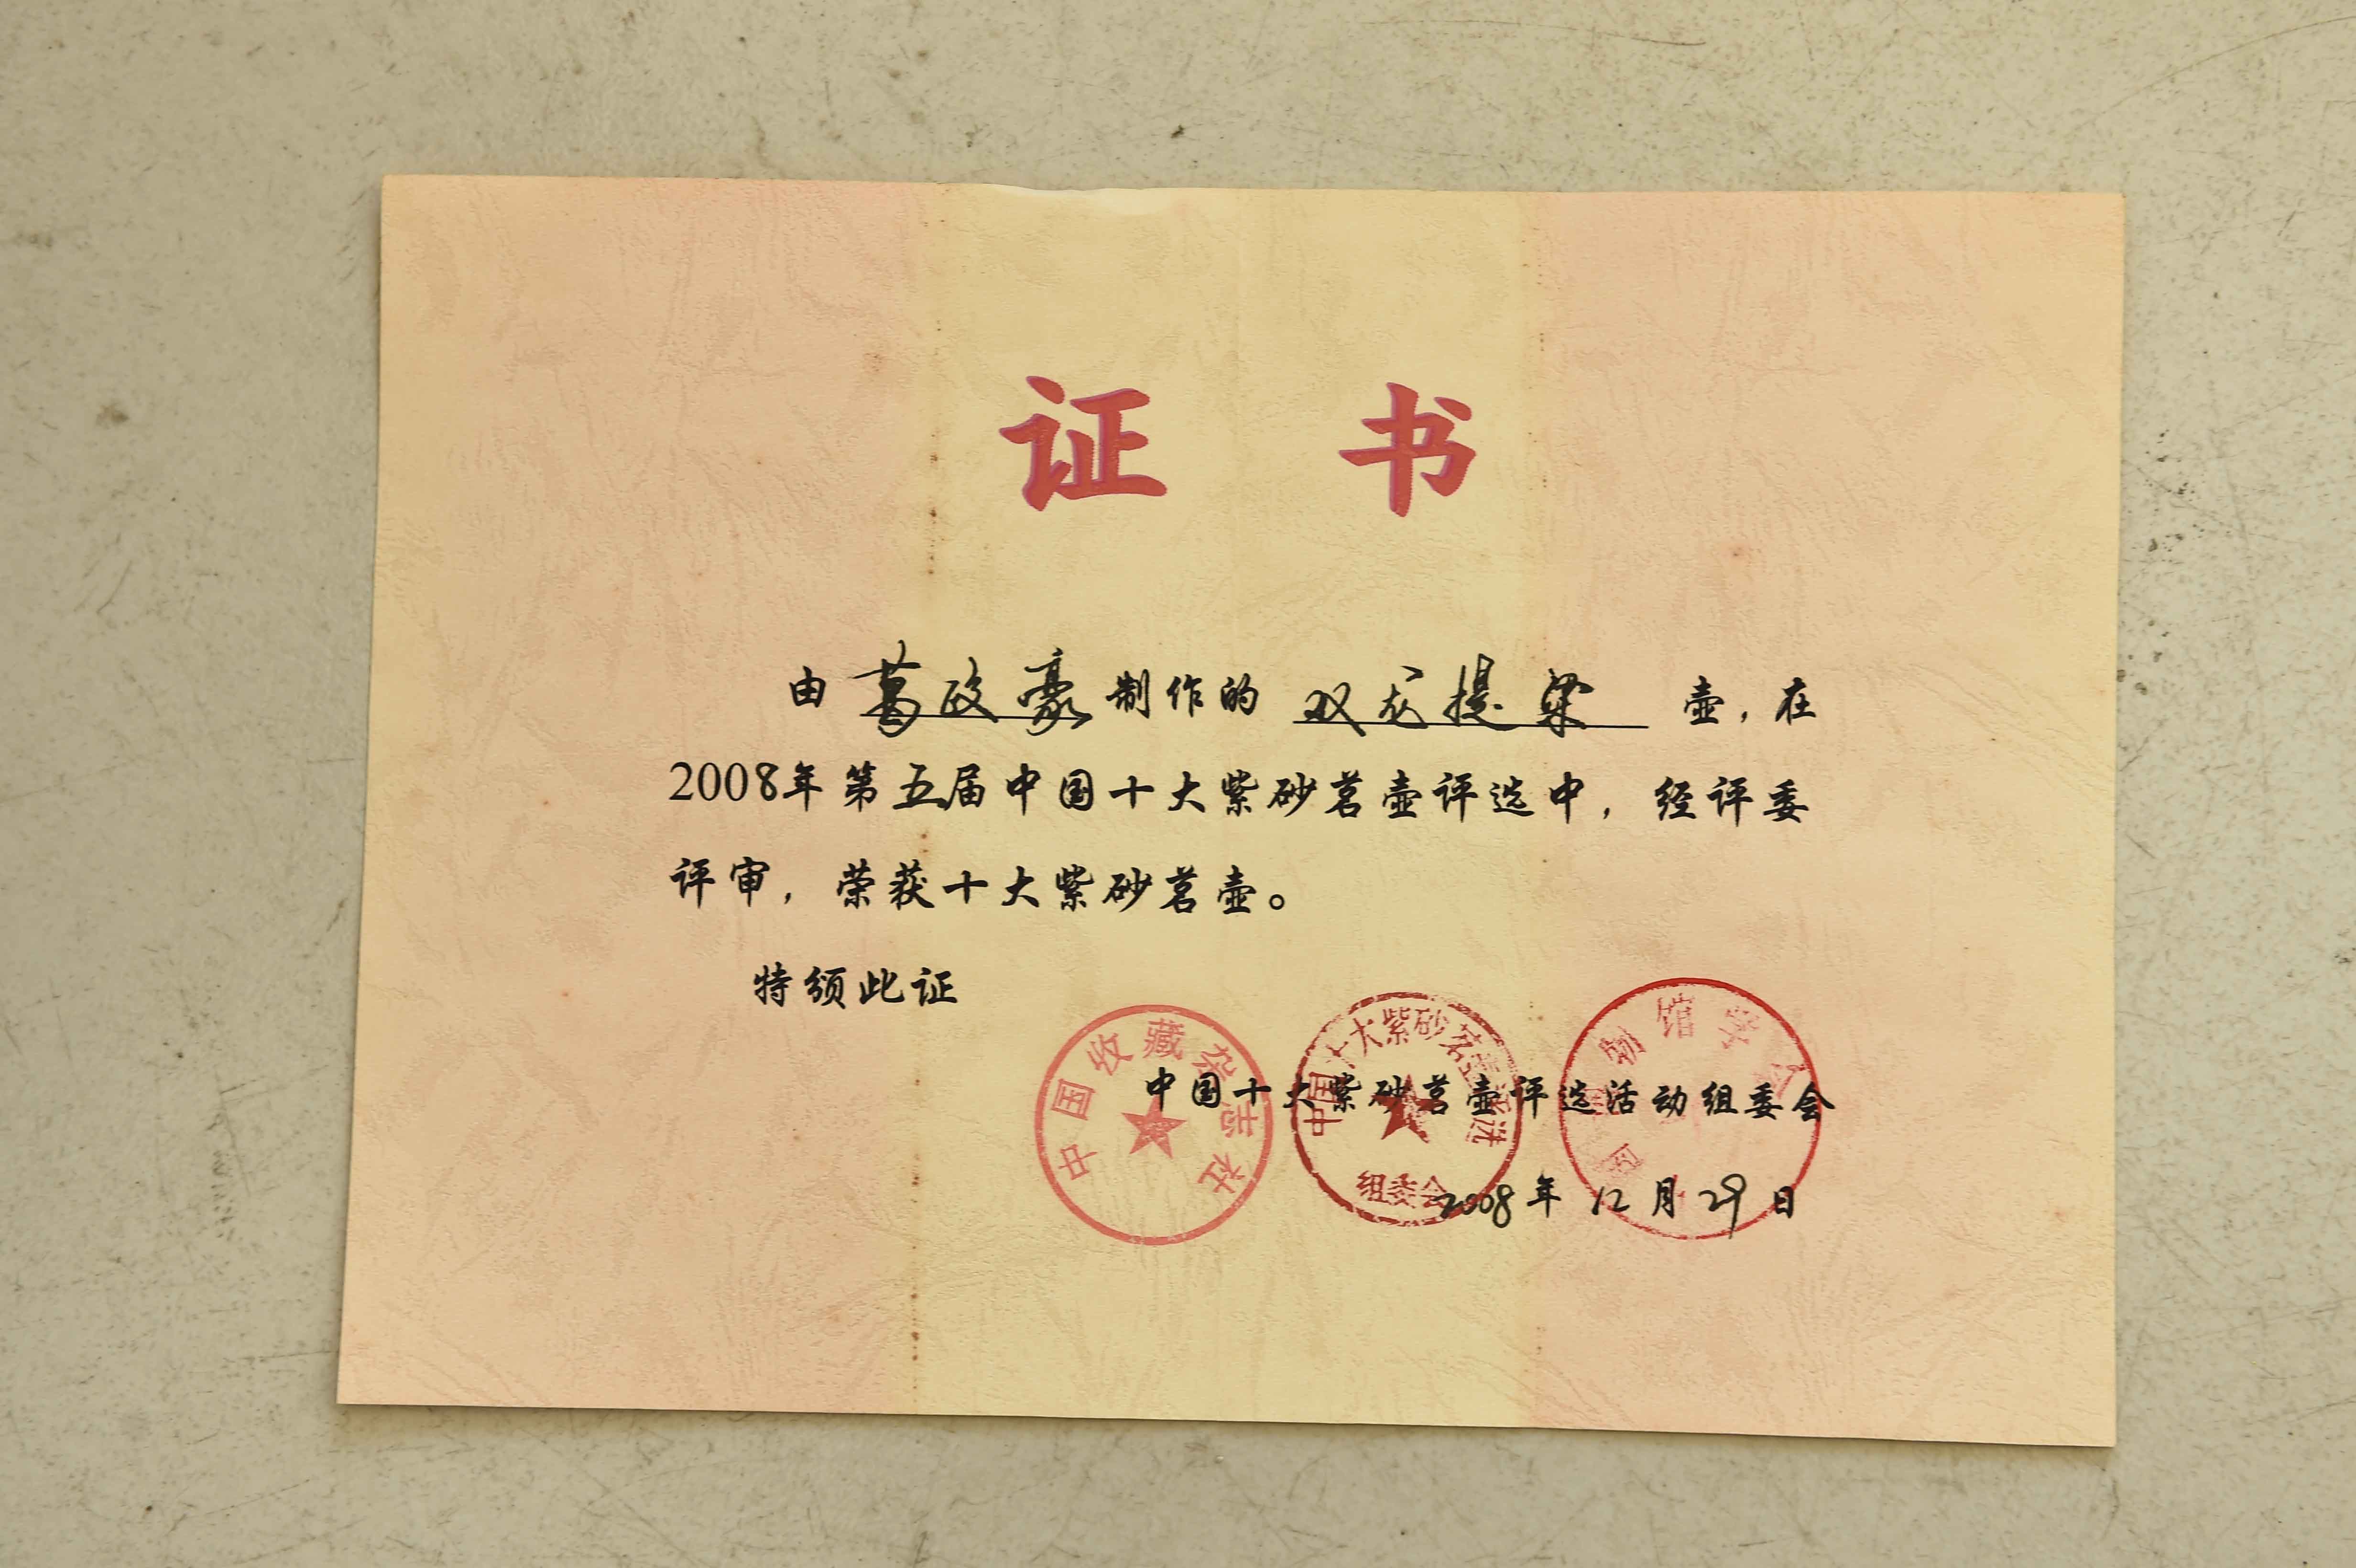 证 书
由 葛政豪 制作的 双龙提梁 壶，在
2008年第五届中国十大紫砂茗壶评选中，经评委
评审，荣获十大紫砂茗壶。
特颁此证
中国收藏杂志社
中国十大紫砂茗壶评选
组委会
馆学会
中国十大紫砂茗壶评选活动组委会
2008年 12月 29日